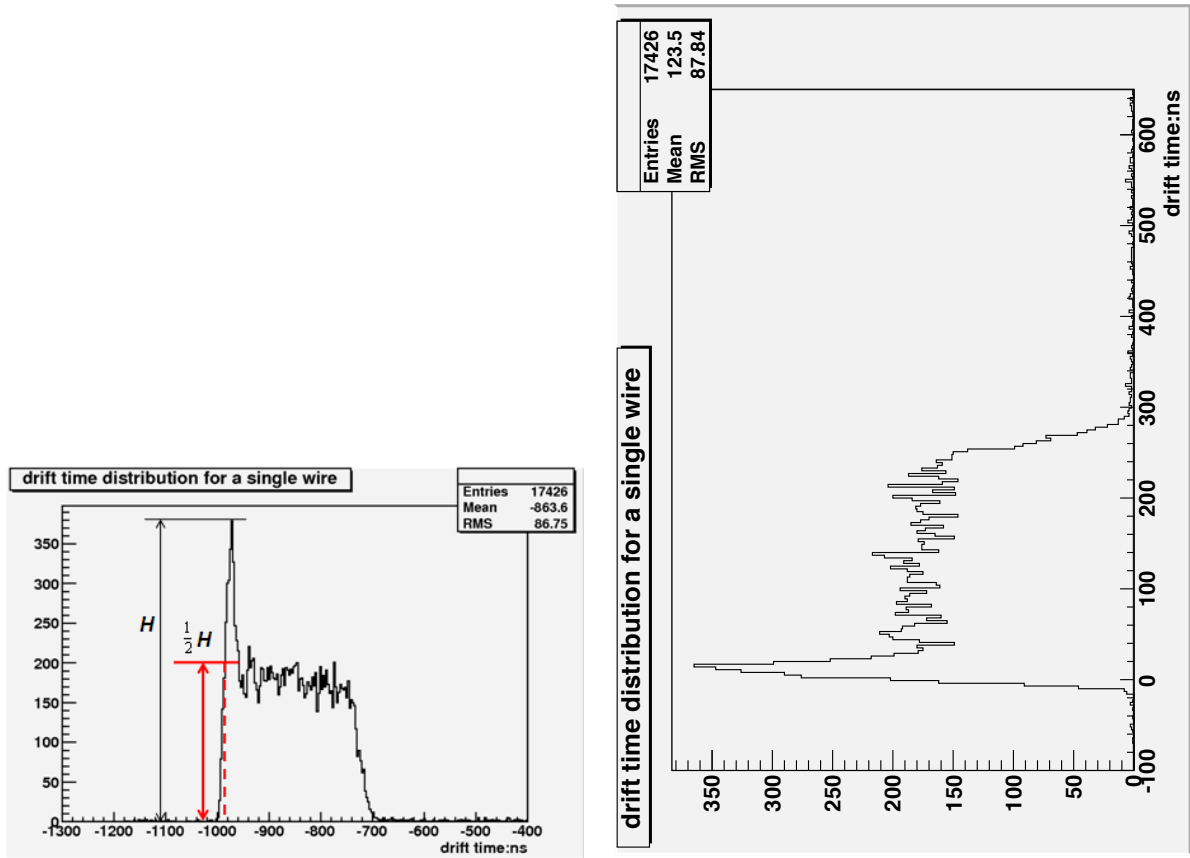 drift time distribution for a single wire
Entries 17426
Mean -863.6
RMS 86.75
350
300
250
200
150
100
50
0
H
1/2 H
-1300 -1200 -1100 -1000 -900 -800 -700 -600 -500 -400
drift time:ns
drift time distribution for a single wire
Entries 17426
Mean 123.5
RMS 87.84
350
300
250
200
150
100
50
0
-100 0 100 200 300 400 500 600
drift time:ns